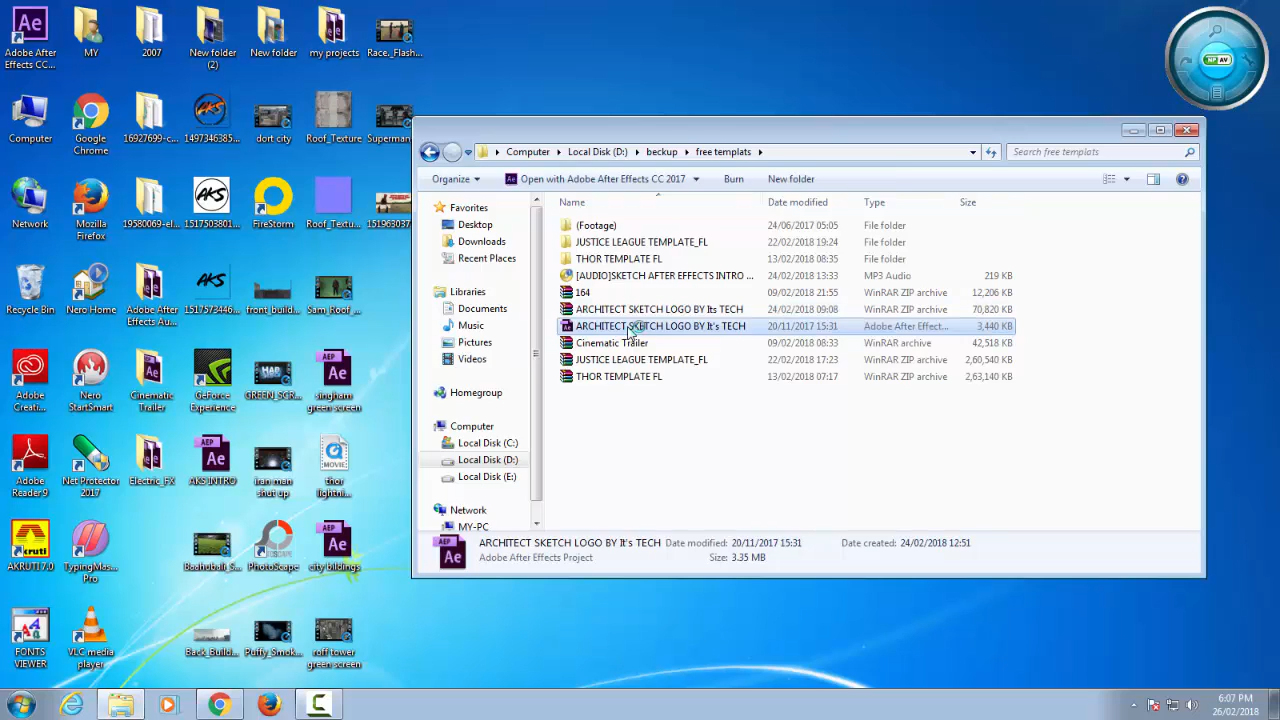 Adobe After Effects CC...
MY
2007
New folder (2)
New folder
my projects
Race._Flash...
Computer
Google Chrome
16927699-c...
1497346385...
dort city
Roof_Texture
Superman
Network
Mozilla Firefox
19580069-el...
1517503801...
FireStorm
Roof_Textu...
151963037
Recycle Bin
Nero Home
Adobe After Effects Au...
1517573446...
front_build...
Sam_Roof_...
Adobe Creati...
Nero StartSmart
Cinematic Trailer
GeForce Experience
GREEN_SCR...
singham green screen
Adobe Reader 9
Net Protector 2017
Electric_FX
AKS INTRO
iran man shut up
thor lightni...
AKRUTI7.0
TypingMas... Pro
Bashubali_S...
PhotoScape
city bildings
FONTS VIEWER
VLC media player
Back_Build...
Puffy_Smok...
roff tower green screen
NP AV
Computer Local Disk (D:) beckup free templats
Search free templats
Organize Open with Adobe After Effects CC 2017 Burn New folder
Name Date modified Type Size
Favorites
Desktop
Downloads
Recent Places
Libraries
Documents
Music
Pictures
Videos
Homegroup
Computer
Local Disk (C:)
Local Disk (D:)
Local Disk (E:)
Network
MY-PC
(Footage) 24/06/2017 05:05 File folder
JUSTICE LEAGUE TEMPLATE_FL 22/02/2018 19:24 File folder
THOR TEMPLATE FL 13/02/2018 08:35 File folder
[AUDIO]SKETCH AFTER EFFECTS INTRO ... 24/02/2018 13:33 MP3 Audio 219 KB
164 09/02/2018 21:55 WinRAR ZIP archive 12,206 KB
ARCHITECT SKETCH LOGO BY Its TECH 24/02/2018 09:08 WinRAR ZIP archive 70,820 KB
ARCHITECT SKETCH LOGO BY It's TECH 20/11/2017 15:31 Adobe After Effect... 3,440 KB
Cinematic Trailer 09/02/2018 08:33 WinRAR archive 42,518 KB
JUSTICE LEAGUE TEMPLATE_FL 22/02/2018 17:23 WinRAR ZIP archive 2,60,540 KB
THOR TEMPLATE FL 13/02/2018 07:17 WinRAR ZIP archive 2,63,140 KB
ARCHITECT SKETCH LOGO BY It's TECH Date modified: 20/11/2017 15:31 Date created: 24/02/2018 12:51
Adobe After Effects Project Size: 3.35 MB
6:07 PM
26/02/2018